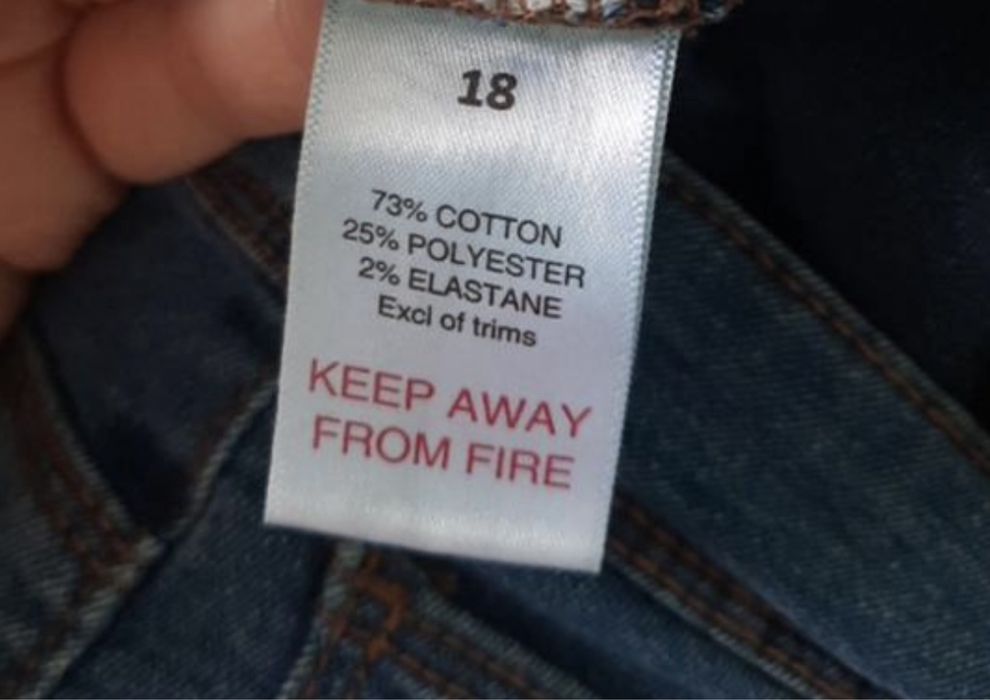 18
73% COTTON
25% POLYESTER
2% ELASTANE
Excl of trims
KEEP AWAY
FROM FIRE